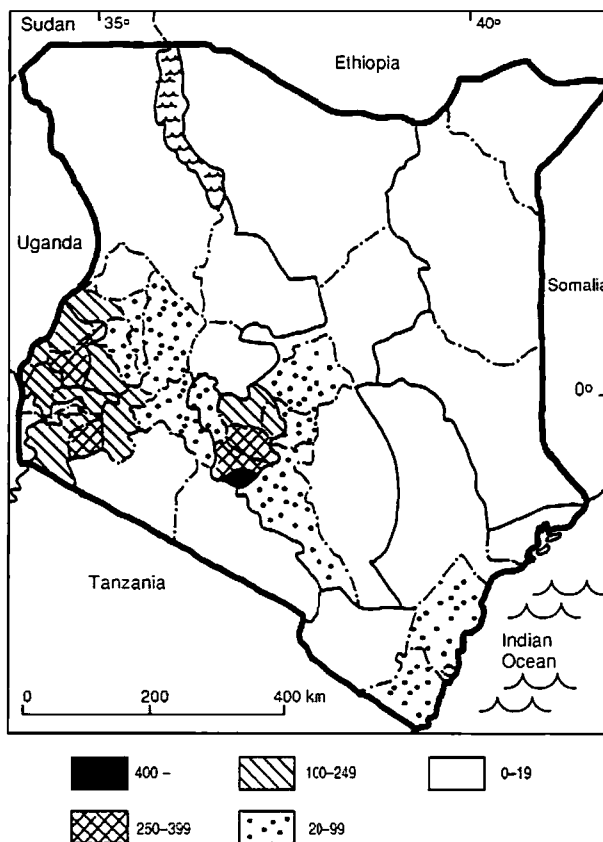 Sudan 35° 40°
Ethiopia
Uganda
Somalia
0°
Tanzania
Indian
Ocean
0 200 400 km
400 – 100–249 0–19
250–399 20–99